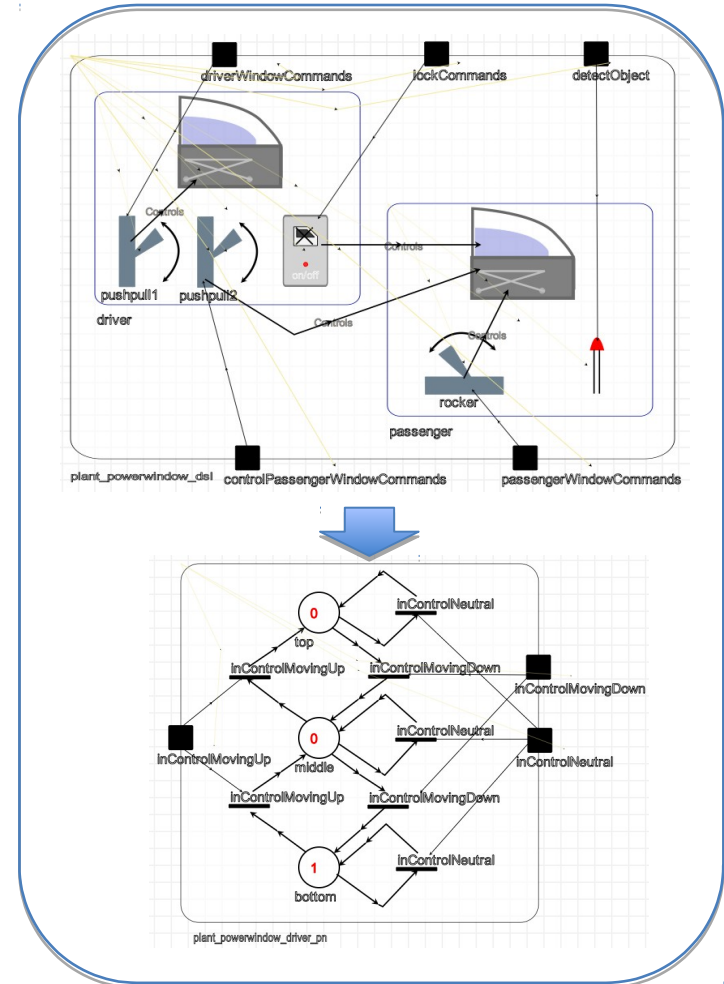 driverWindowCommands
lockCommands
detectObject
Controls
on/off
Controls
pushpull1
pushpull2
driver
Controls
Controls
rocker
passenger
plant_powerwindow_dsl
controlPassengerWindowCommands
passengerWindowCommands
inControlNeutral
0
top
inControlMovingUp
inControlMovingDown
inControlMovingDown
inControlNeutral
0
inControlMovingUp
middle
inControlNeutral
inControlMovingUp
inControlMovingDown
inControlNeutral
1
bottom
plant_powerwindow_driver_pn